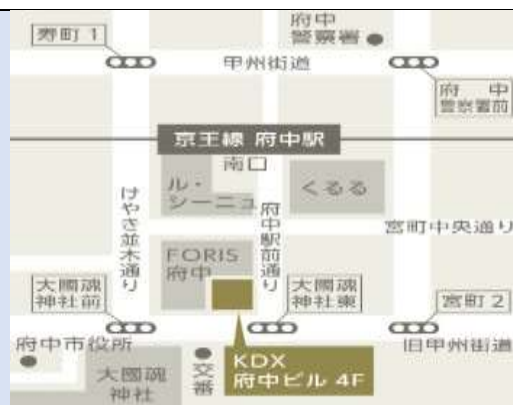 府中
警察署
寿町 1
甲州街道
府 中
警察署前
京王線 府中駅
南口
ル・
シーニュ
くるる
けやき並木通り
府中駅前通り
宮町中央通り
FORIS
府中
大國魂
神社前
大國魂
神社東
宮町 2
府中市役所
旧甲州街道
交番
KDX
府中ビル 4F
大國魂
神社